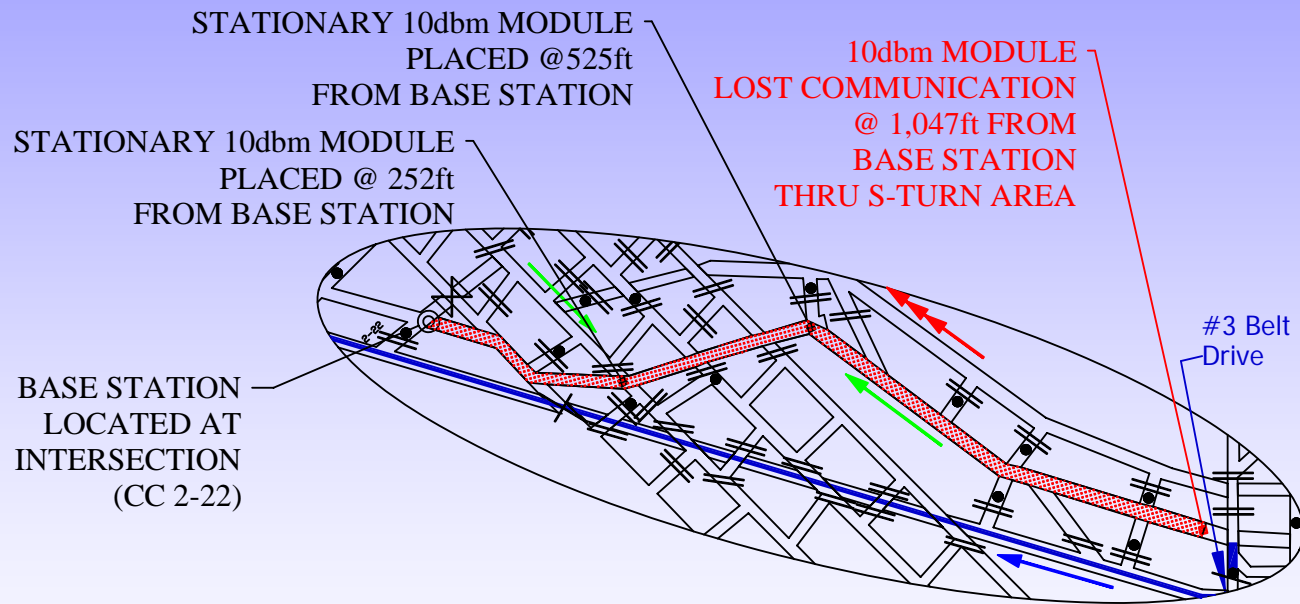 STATIONARY 10dbm MODULE
PLACED @525ft
FROM BASE STATION
10dbm MODULE
LOST COMMUNICATION
@ 1,047ft FROM
BASE STATION
THRU S-TURN AREA
STATIONARY 10dbm MODULE
PLACED @ 252ft
FROM BASE STATION
#3 Belt
Drive
2-22
BASE STATION
LOCATED AT
INTERSECTION
(CC 2-22)